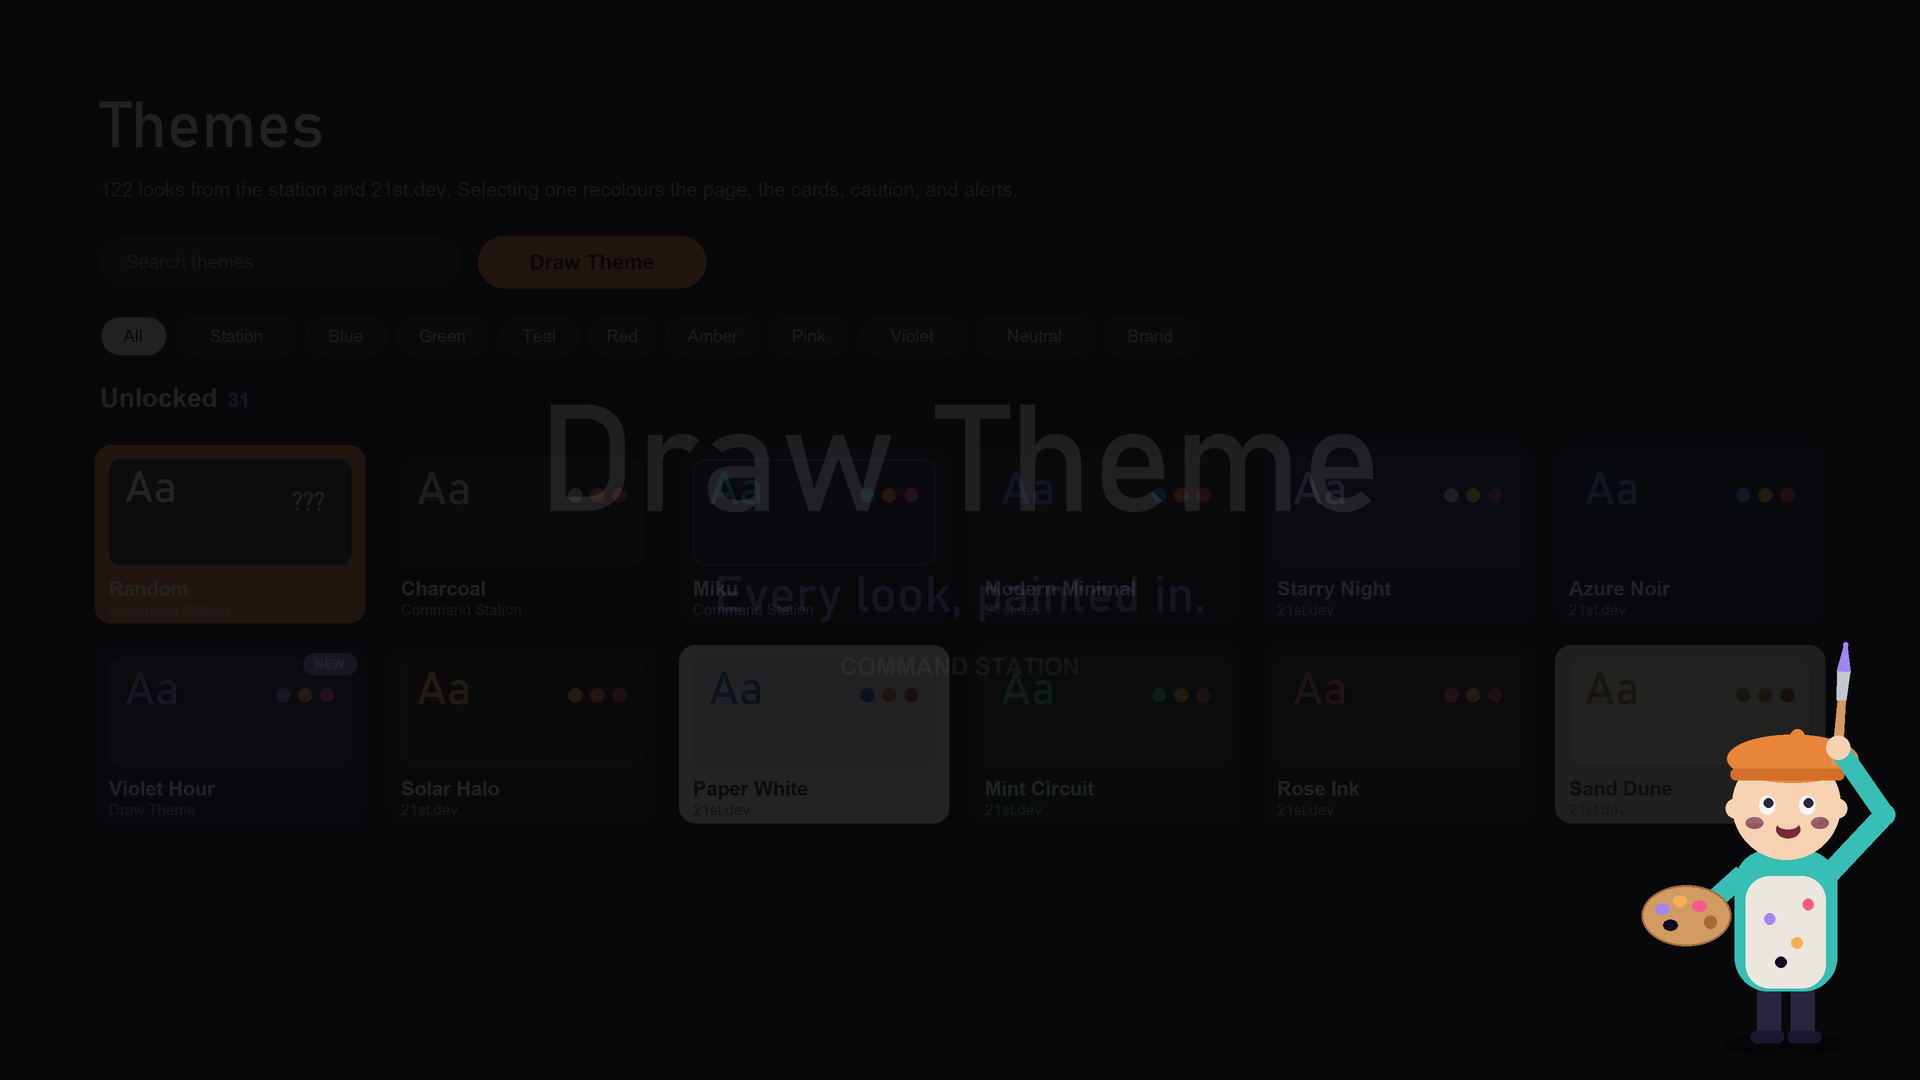 Themes
122 looks from the station and 21st.dev. Selecting one recolours the page, the cards, caution, and alerts.
Search themes
Draw Theme
All Station Blue Green Teal Red Amber Pink Violet Neutral Brand
Unlocked 31
Draw Theme
Aa ??? Aa Aa Aa Aa Aa
Random Charcoal Miku Modern Minimal Starry Night Azure Noir
Command Station Command Station Command Station 21st.dev 21st.dev 21st.dev
Every look, painted in.
COMMAND STATION
NEW
Aa Aa Aa Aa Aa Aa
Violet Hour Solar Halo Paper White Mint Circuit Rose Ink Sand Dune
Draw Theme 21st.dev 21st.dev 21st.dev 21st.dev 21st.dev